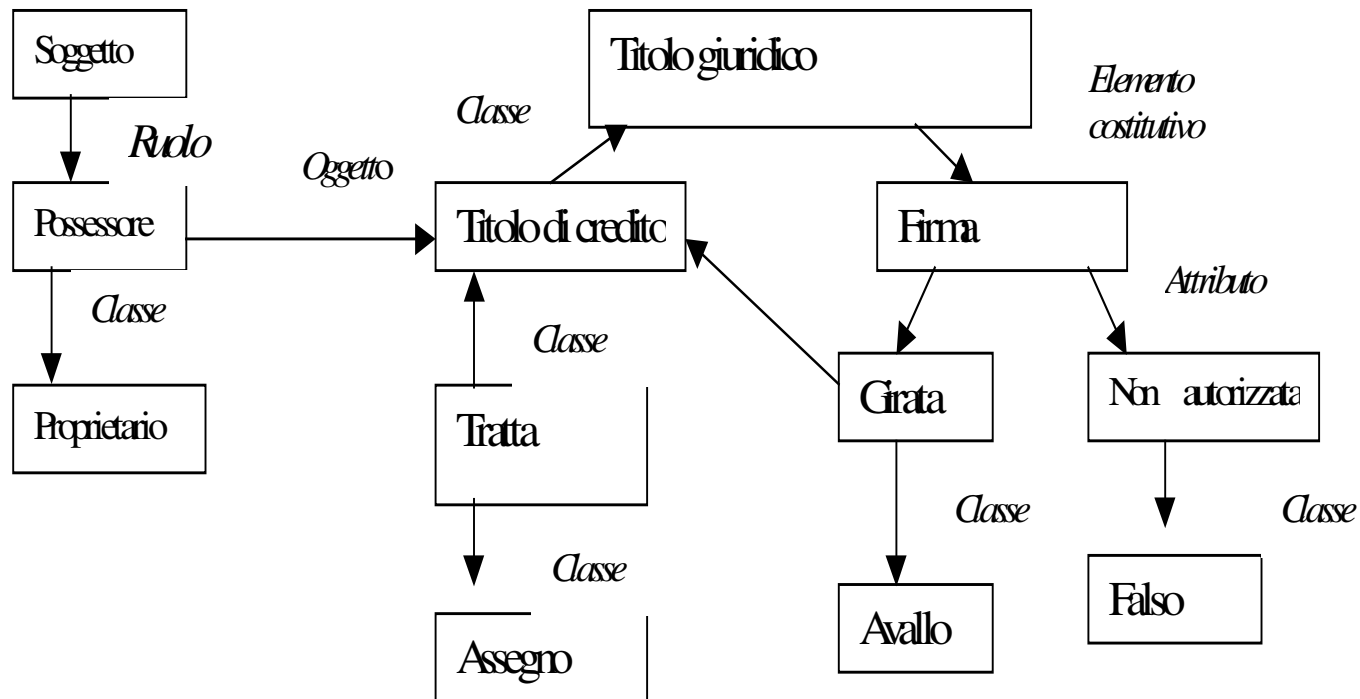 Soggetto
Titolo giuridico
Elemento
costitutivo
Classe
Ruolo
Oggetto
Possessore
Titolo di credito
Firma
Attributo
Classe
Classe
Proprietario
Tratta
Girata
Non autorizzata
Classe
Classe
Classe
Assegno
Avallo
Falso